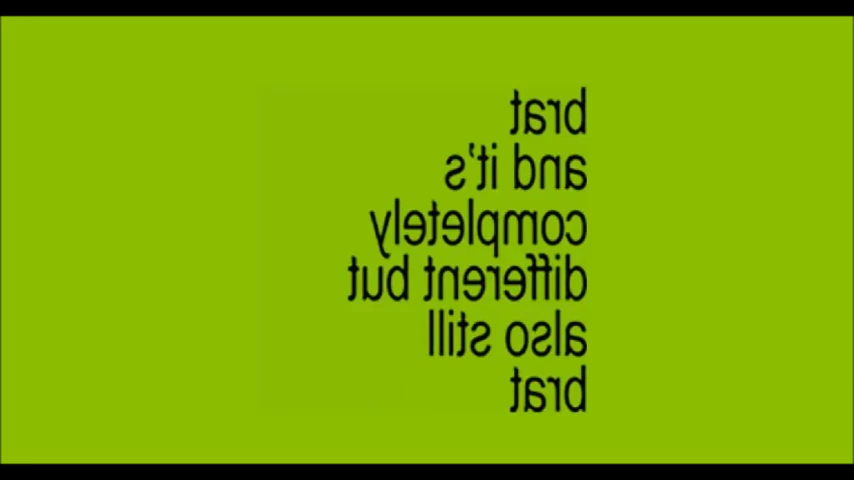 brat
and it's
completely
different but
also still
brat